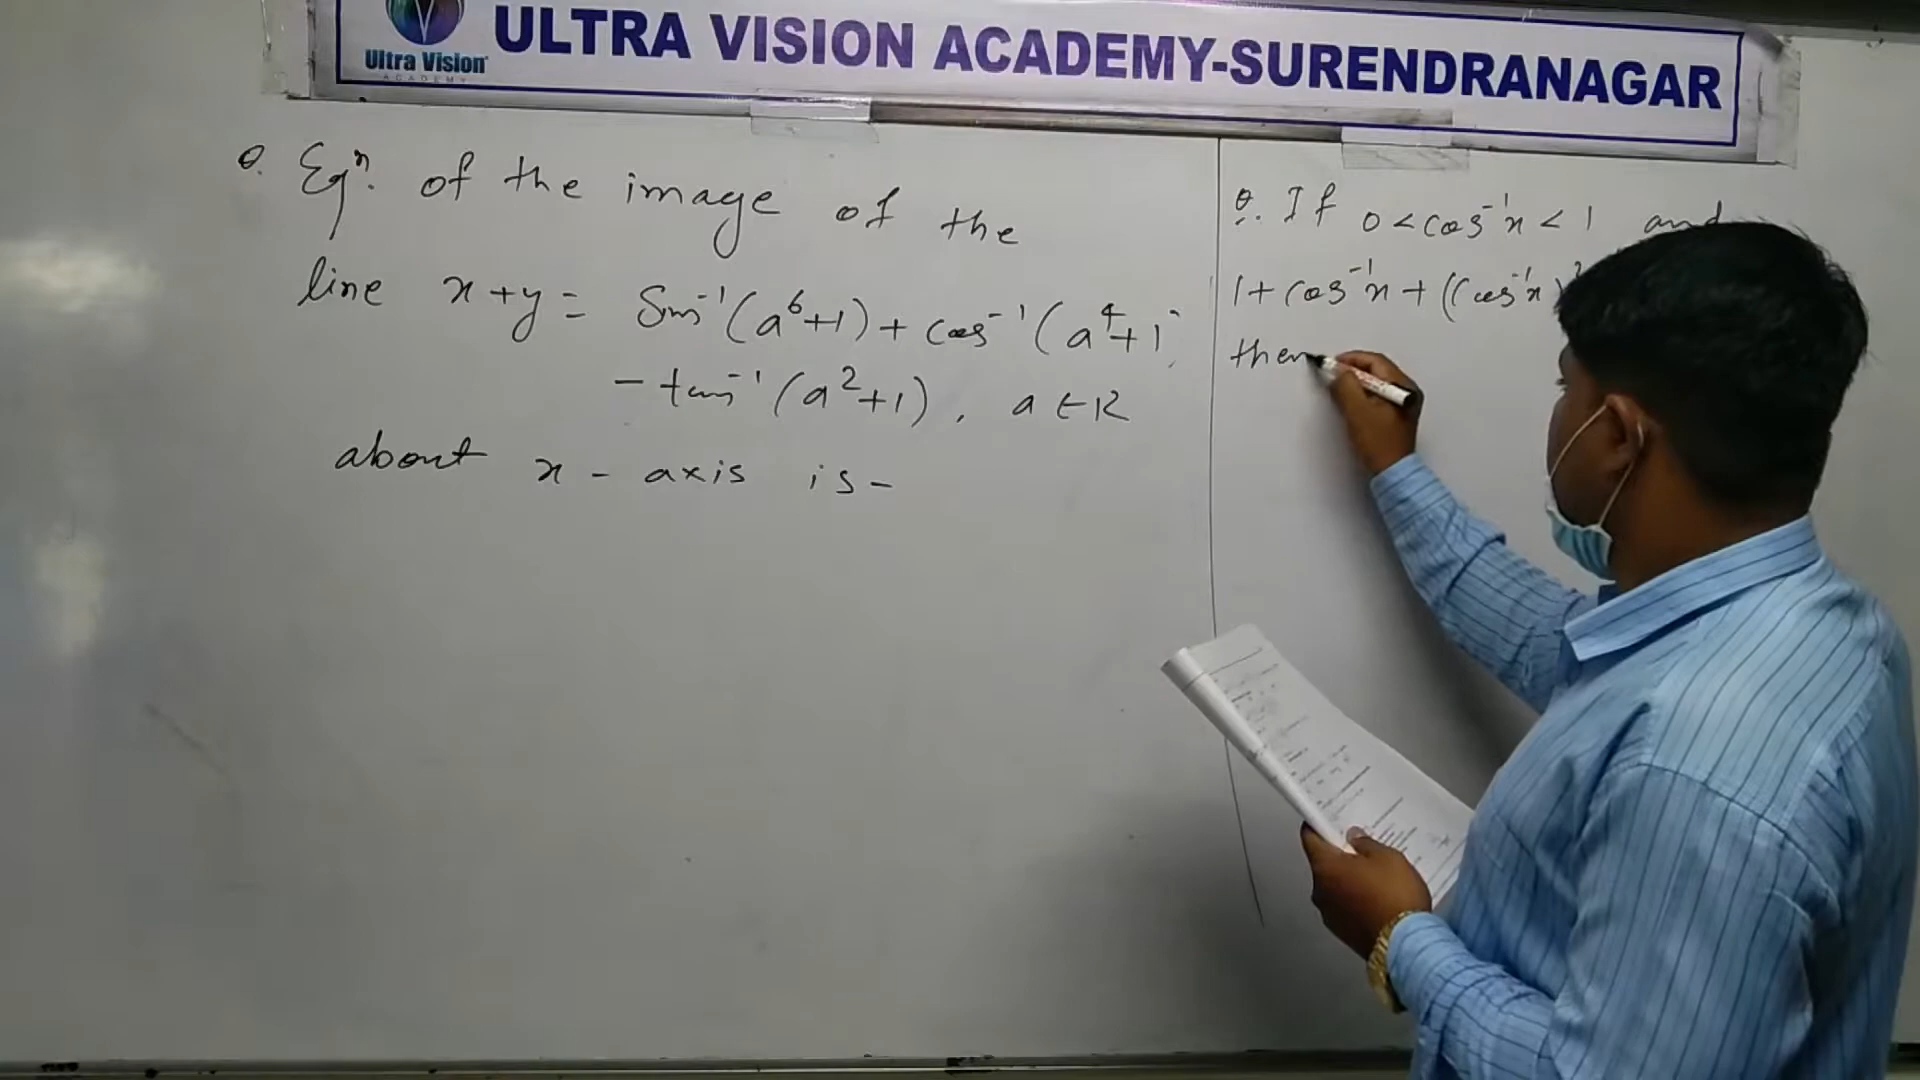 Ultra Vision
ACADEMY
ULTRA VISION ACADEMY-SURENDRANAGAR
Q. Eqⁿ. of the image of the
line x+y = Sin⁻¹(a⁶+1) + cos⁻¹(a⁴+1)
- tan⁻¹(a²+1), a ∈ R
about x - axis is -
Q. If 0 < cos⁻¹x < 1 and
1 + cos⁻¹x + (cos⁻¹x)²
then